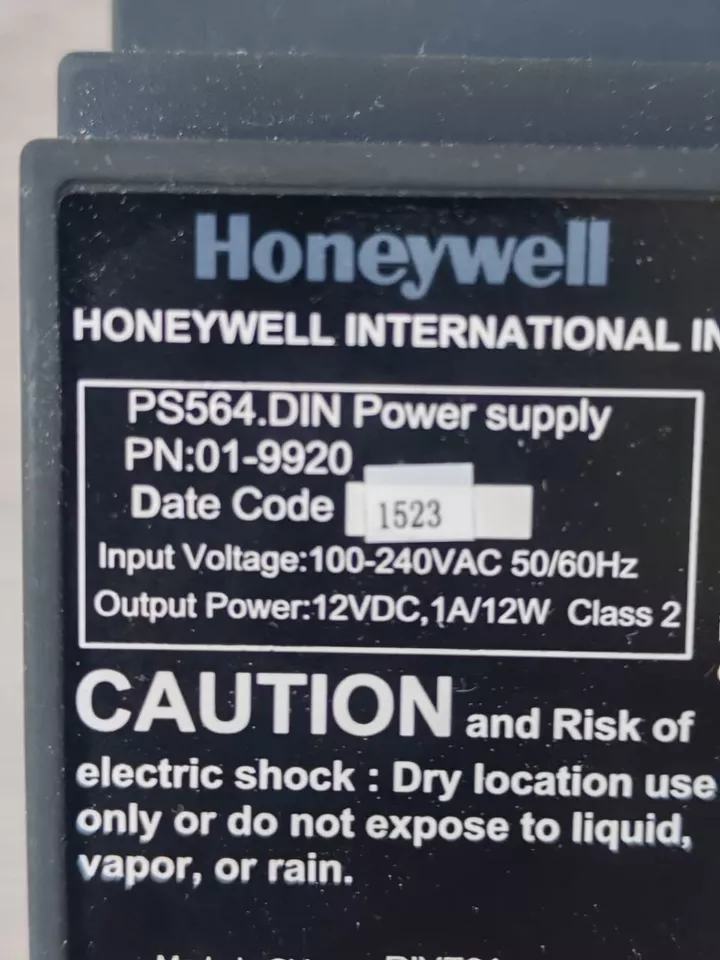 Honeywell
HONEYWELL INTERNATIONAL IN
PS564.DIN Power supply
PN:01-9920
Date Code 1523
Input Voltage:100-240VAC 50/60Hz
Output Power:12VDC,1A/12W Class 2
CAUTION and Risk of
electric shock : Dry location use
only or do not expose to liquid,
vapor, or rain.